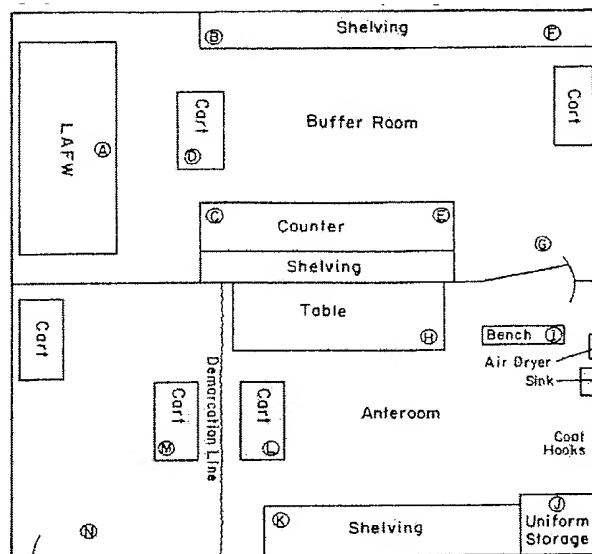 Shelving
B
F
Cart
Cart
LAFW
A
D
Buffer Room
C
Counter
E
G
Shelving
Table
H
Bench I
Air Dryer
Sink
Cart
Demarcation Line
Cart
M
Cart
L
Anteroom
Coat
Hooks
K
Shelving
J
Uniform
Storage
N